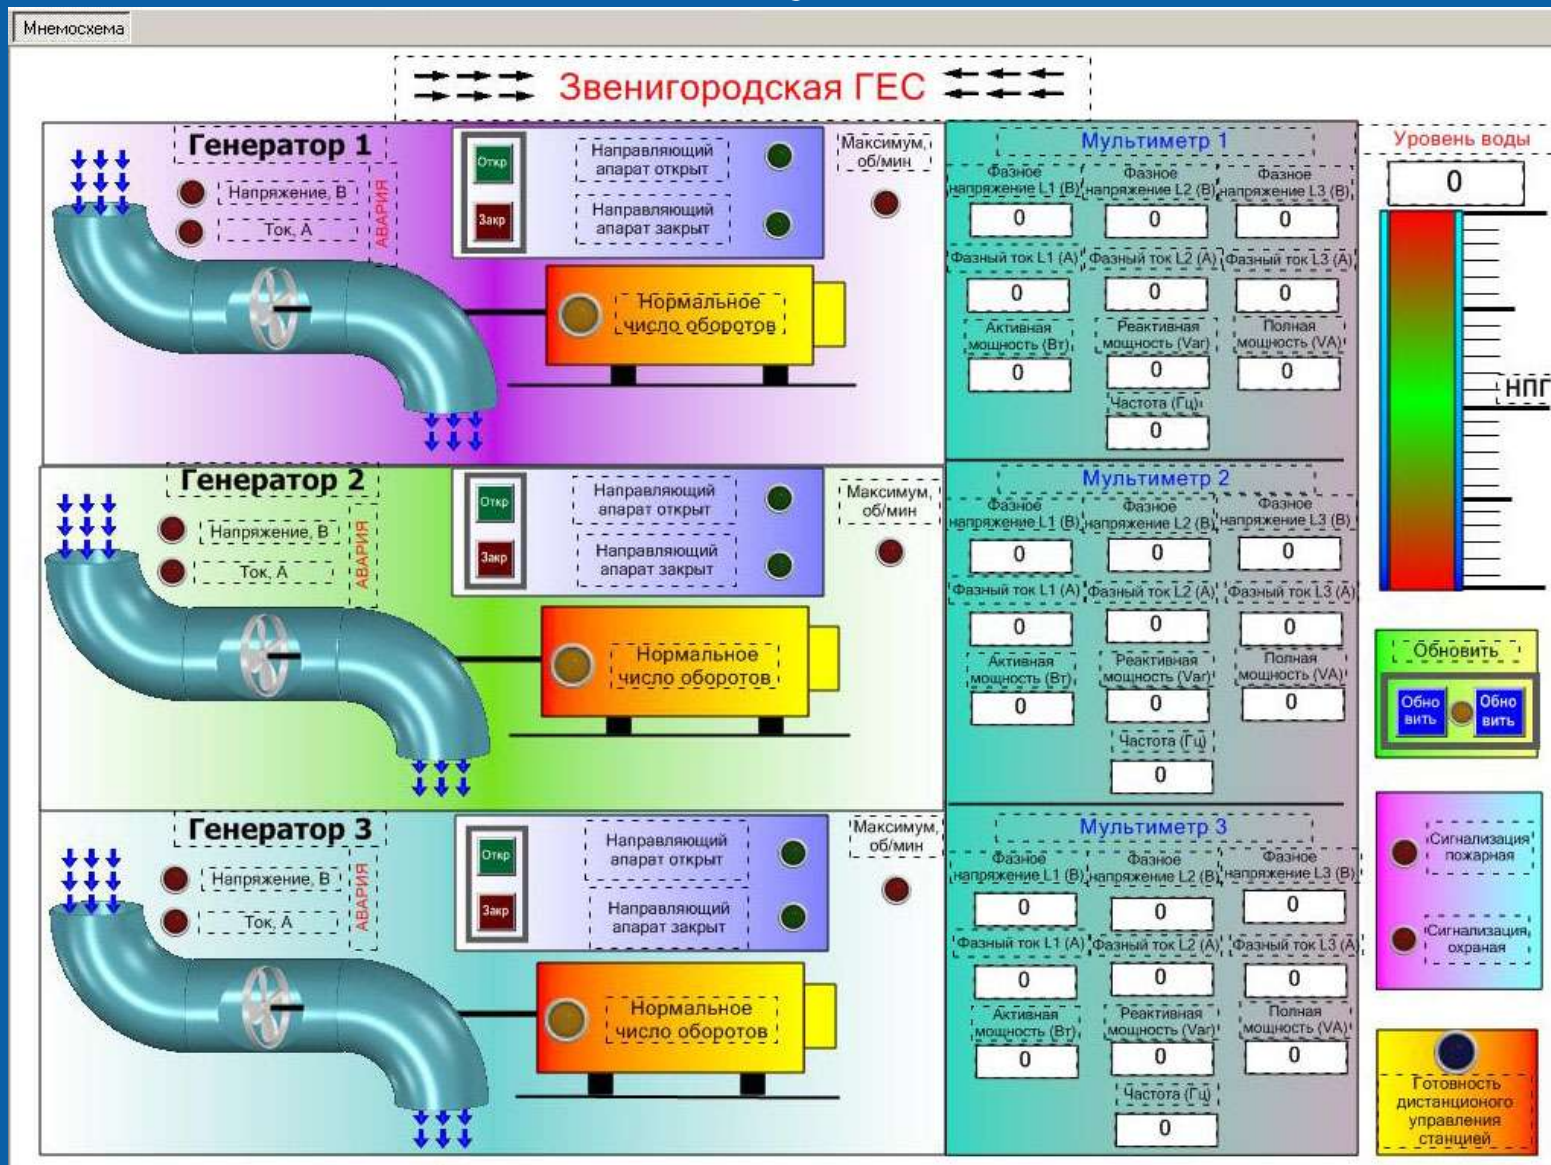 Мнемосхема
Звенигородская ГЕС
Генератор 1
Напряжение, В
Ток, А
АВАРИЯ
Откр
Закр
Направляющий
апарат открыт
Направляющий
апарат закрыт
Максимум,
об/мин
Нормальное
число оборотов
Мультиметр 1
Фазное
напряжение L1 (В)
Фазное
напряжение L2 (В)
Фазное
напряжение L3 (В)
0
0
0
Фазный ток L1 (А)
Фазный ток L2 (А)
Фазный ток L3 (А)
0
0
0
Активная
мощность (Вт)
Реактивная
мощность (Var)
Полная
мощность (VA)
0
0
0
Частота (Гц)
0
Генератор 2
Напряжение, В
Ток, А
АВАРИЯ
Откр
Закр
Направляющий
апарат открыт
Направляющий
апарат закрыт
Максимум,
об/мин
Нормальное
число оборотов
Мультиметр 2
Фазное
напряжение L1 (В)
Фазное
напряжение L2 (В)
Фазное
напряжение L3 (В)
0
0
0
Фазный ток L1 (А)
Фазный ток L2 (А)
Фазный ток L3 (А)
0
0
0
Активная
мощность (Вт)
Реактивная
мощность (Var)
Полная
мощность (VA)
0
0
0
Частота (Гц)
0
Генератор 3
Напряжение, В
Ток, А
АВАРИЯ
Откр
Закр
Направляющий
апарат открыт
Направляющий
апарат закрыт
Максимум,
об/мин
Нормальное
число оборотов
Мультиметр 3
Фазное
напряжение L1 (В)
Фазное
напряжение L2 (В)
Фазное
напряжение L3 (В)
0
0
0
Фазный ток L1 (А)
Фазный ток L2 (А)
Фазный ток L3 (А)
0
0
0
Активная
мощность (Вт)
Реактивная
мощность (Var)
Полная
мощность (VA)
0
0
0
Частота (Гц)
0
Уровень воды
0
НПГ
Обновить
Обно
вить
Обно
вить
Сигнализация
пожарная
Сигнализация
охраная
Готовность
дистанционого
управления
станцией